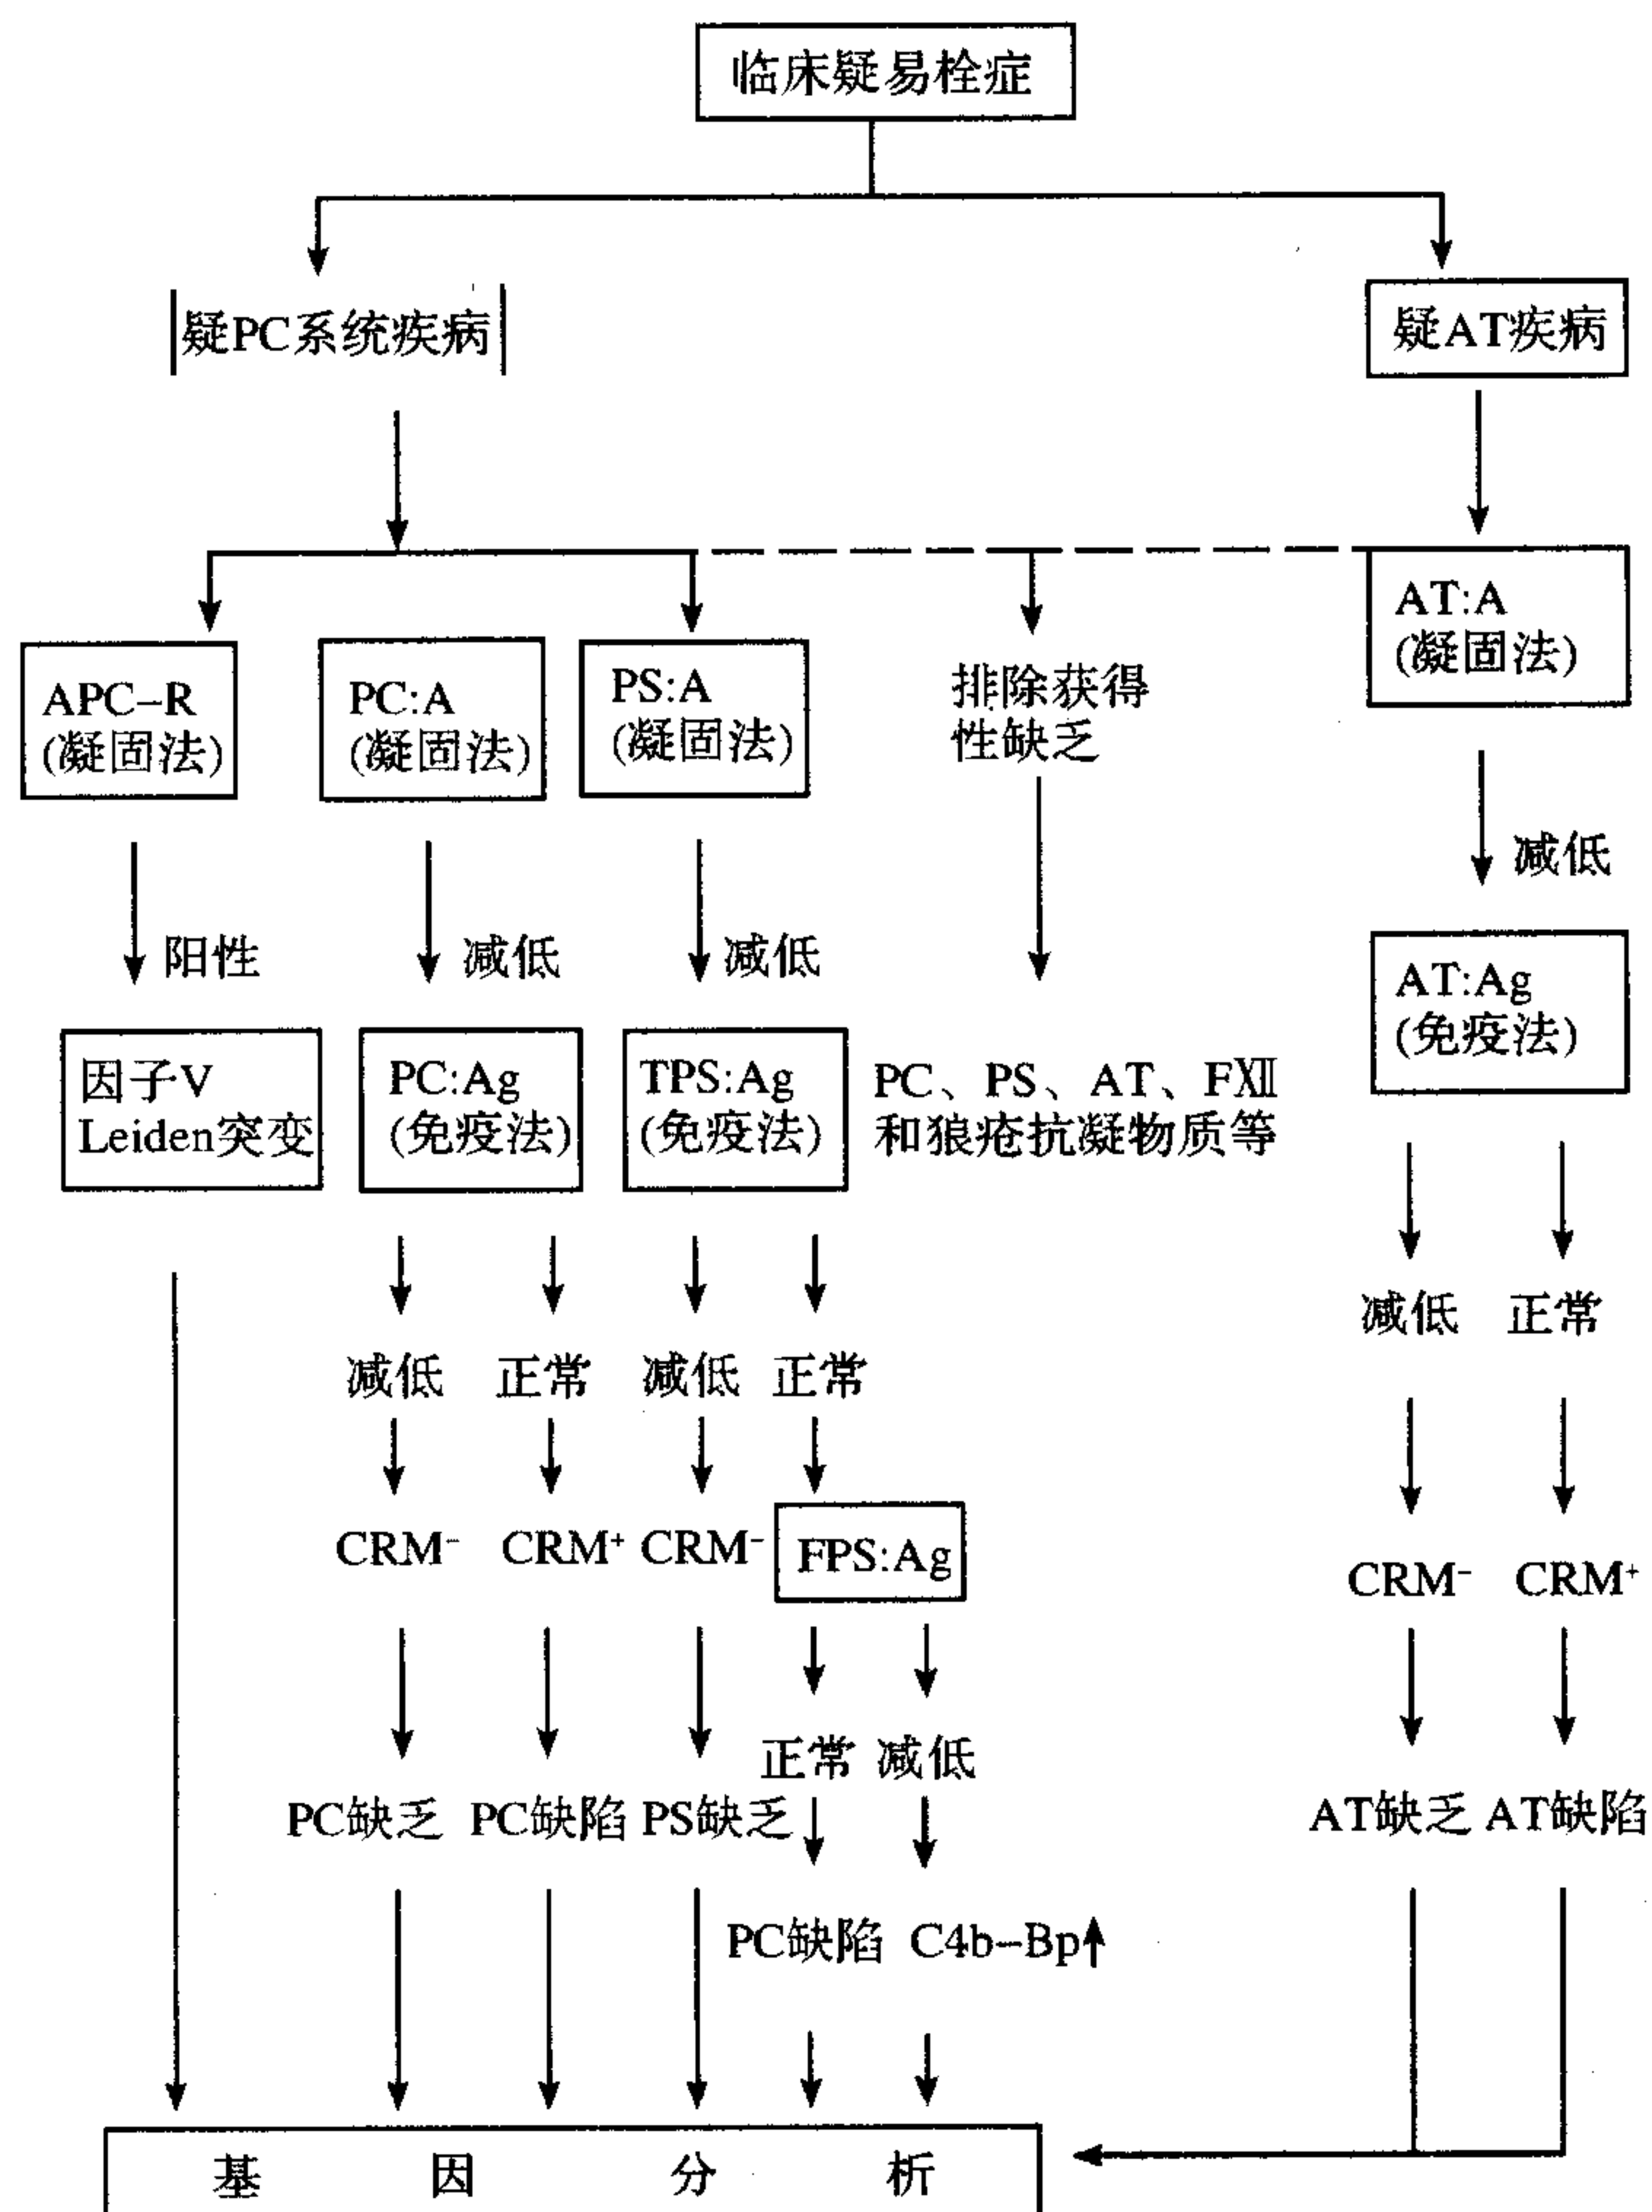 临床疑易栓症
疑PC系统疾病
疑AT疾病
APC-R
(凝固法)
PC:A
(凝固法)
PS:A
(凝固法)
排除获得
性缺乏
AT:A
(凝固法)
阳性
减低
减低
减低
因子V
Leiden突变
PC:Ag
(免疫法)
TPS:Ag
(免疫法)
PC、PS、AT、FⅫ
和狼疮抗凝物质等
AT:Ag
(免疫法)
减低
正常
减低
正常
减低
正常
CRM⁻
CRM⁺
CRM⁻
FPS:Ag
CRM⁻
CRM⁺
正常
减低
PC缺乏
PC缺陷
PS缺乏
AT缺乏
AT缺陷
PC缺陷
C4b-Bp↑
基因分析